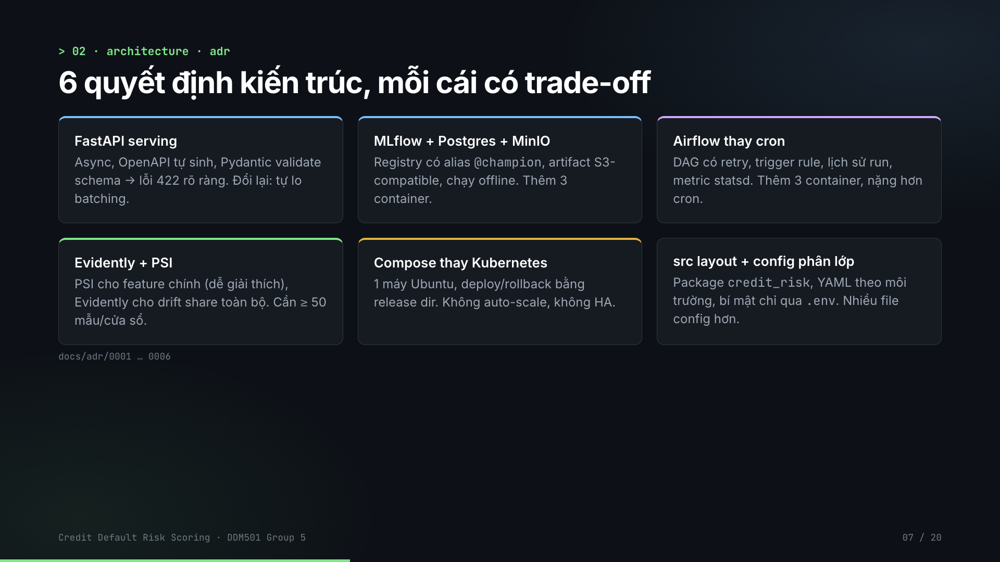 > 02 · architecture · adr
6 quyết định kiến trúc, mỗi cái có trade-off
FastAPI serving
Async, OpenAPI tự sinh, Pydantic validate
schema → lỗi 422 rõ ràng. Đổi lại: tự lo
batching.
MLflow + Postgres + MinIO
Registry có alias @champion, artifact S3-
compatible, chạy offline. Thêm 3
container.
Airflow thay cron
DAG có retry, trigger rule, lịch sử run,
metric statsd. Thêm 3 container, nặng hơn
cron.
Evidently + PSI
PSI cho feature chính (dễ giải thích),
Evidently cho drift share toàn bộ. Cần ≥ 50
mẫu/cửa sổ.
Compose thay Kubernetes
1 máy Ubuntu, deploy/rollback bằng
release dir. Không auto-scale, không HA.
src layout + config phân lớp
Package credit_risk, YAML theo môi
trường, bí mật chỉ qua .env. Nhiều file
config hơn.
docs/adr/0001 … 0006
Credit Default Risk Scoring · DDM501 Group 5
07 / 20